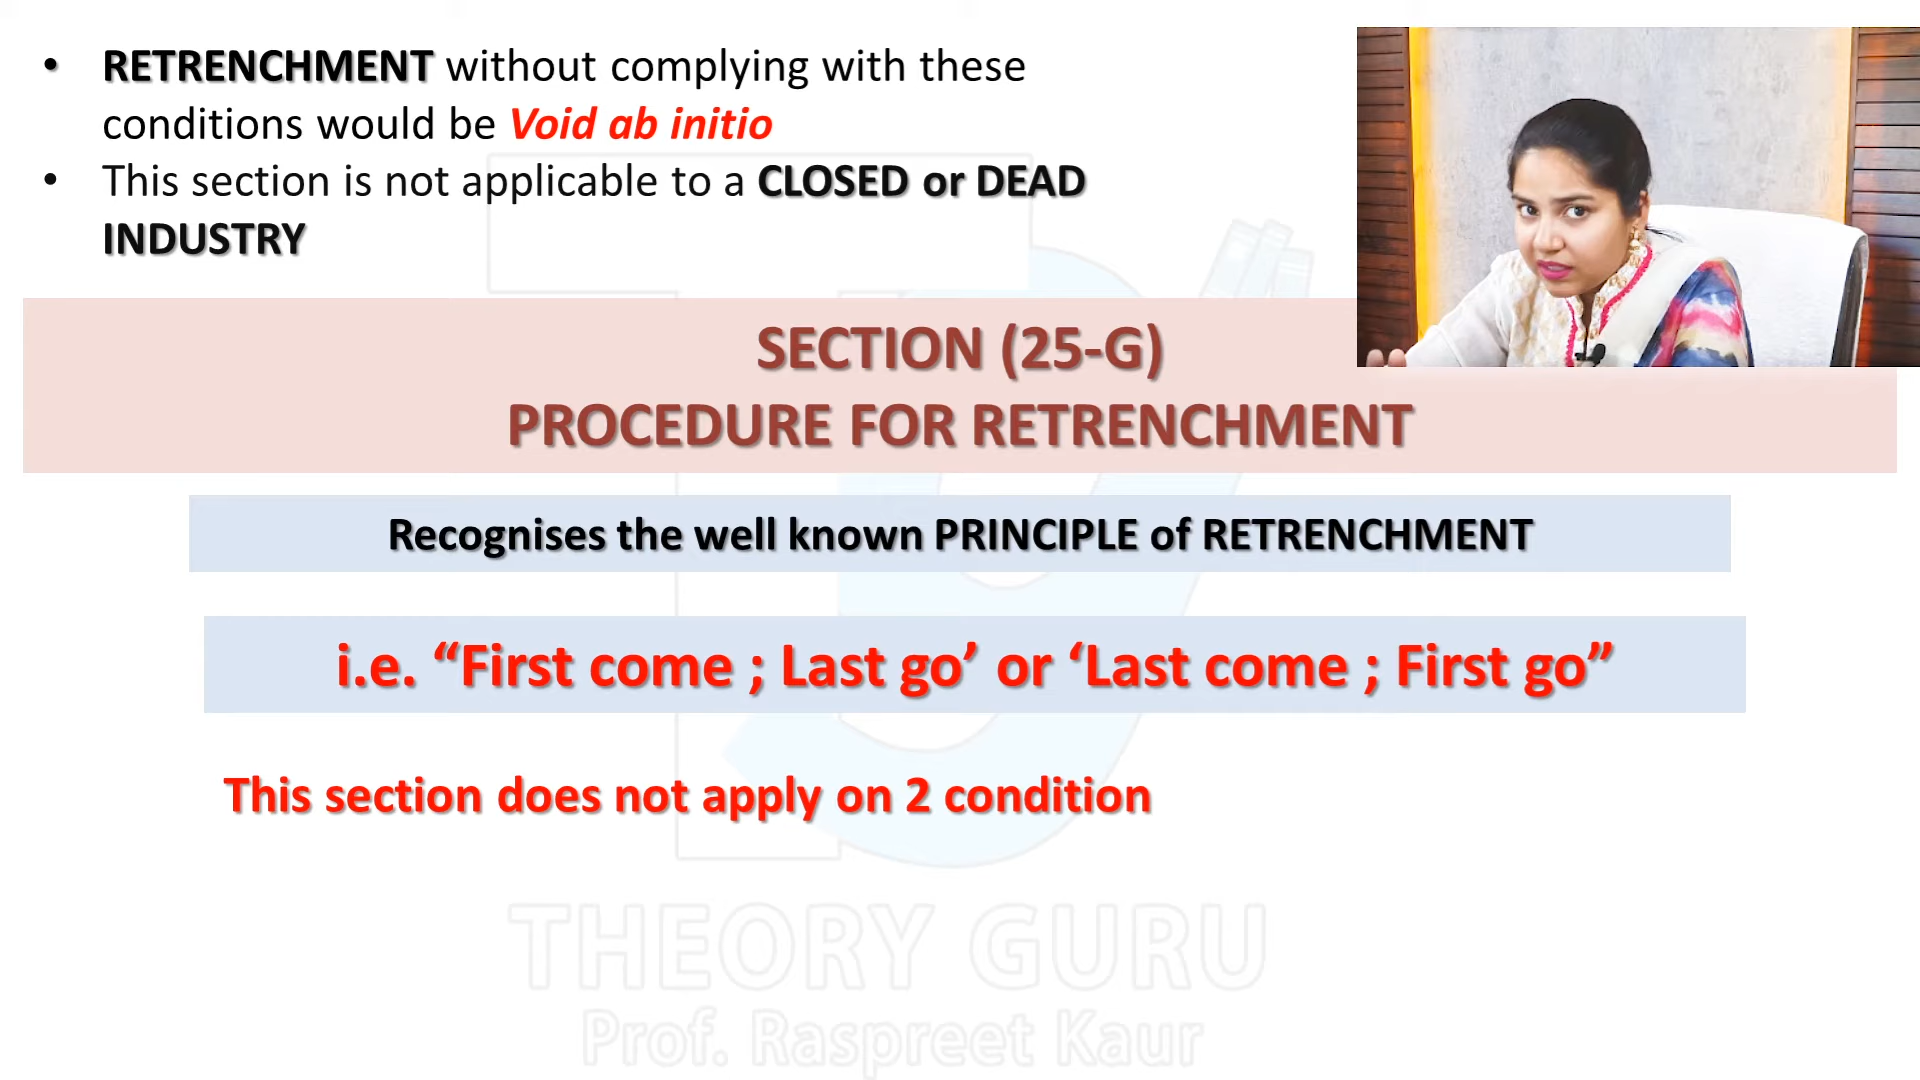 • RETRENCHMENT without complying with these
conditions would be Void ab initio
• This section is not applicable to a CLOSED or DEAD
INDUSTRY
SECTION (25-G)
PROCEDURE FOR RETRENCHMENT
Recognises the well known PRINCIPLE of RETRENCHMENT
i.e. “First come ; Last go’ or ‘Last come ; First go”
This section does not apply on 2 condition
THEORY GURU
Prof. Raspreet Kaur